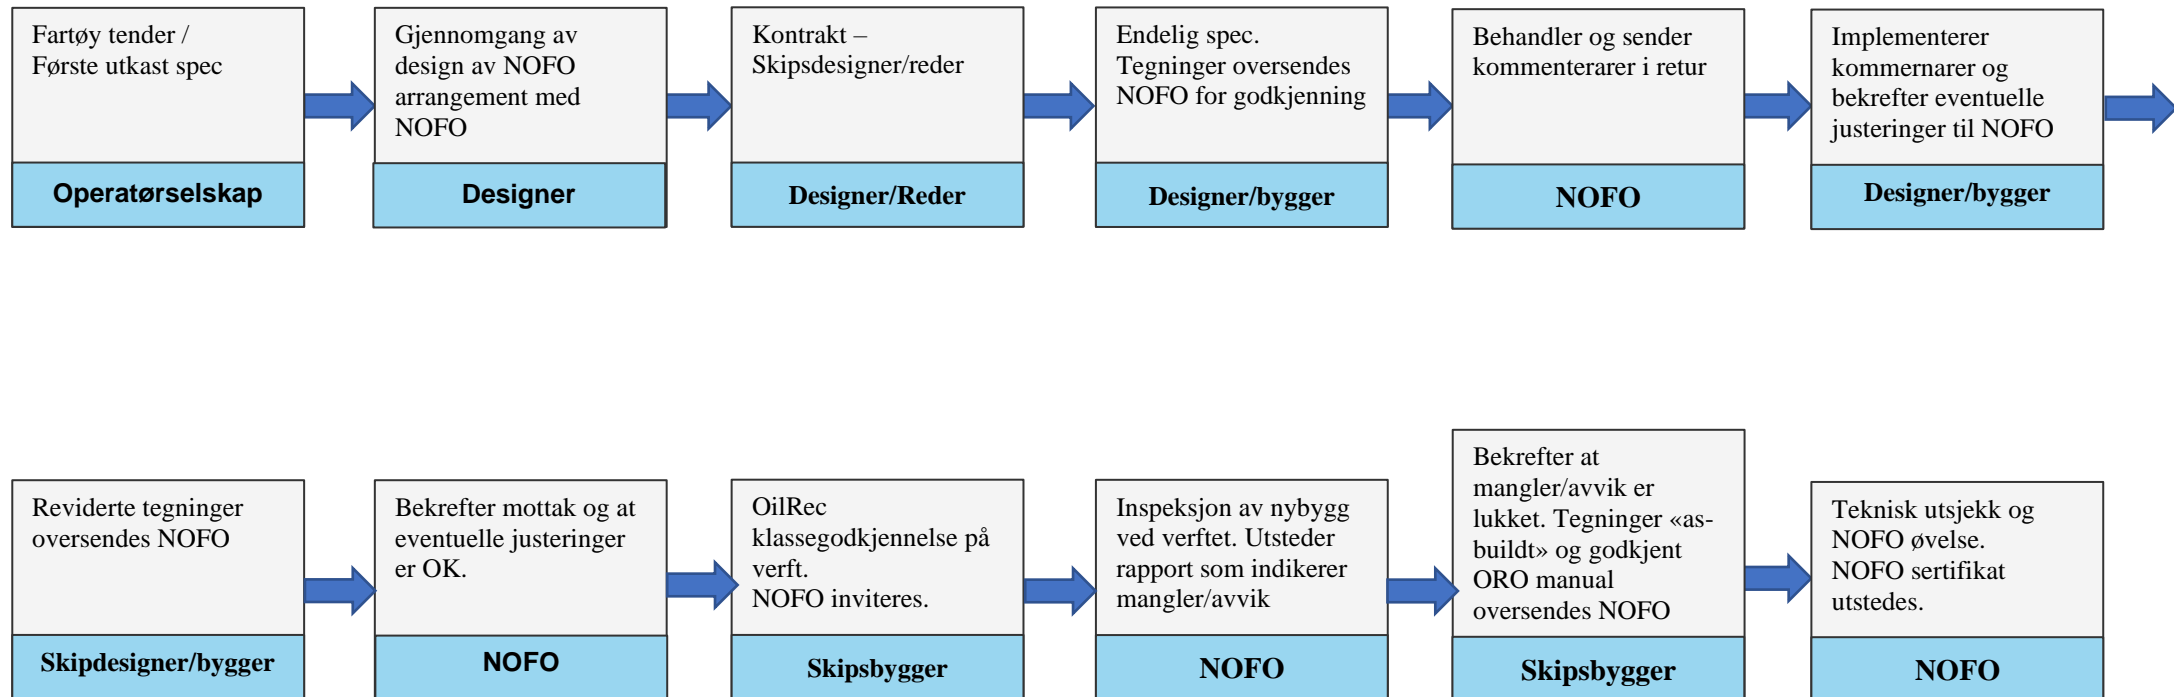 Fartøy tender /
Første utkast spec
Operatørselskap
Gjennomgang av
design av NOFO
arrangement med
NOFO
Designer
Kontrakt –
Skipsdesigner/reder
Designer/Reder
Endelig spec.
Tegninger oversendes
NOFO for godkjenning
Designer/bygger
Behandler og sender
kommenterarer i retur
NOFO
Implementerer
kommernarer og
bekrefter eventuelle
justeringer til NOFO
Designer/bygger
Reviderte tegninger
oversendes NOFO
Skipdesigner/bygger
Bekrefter mottak og at
eventuelle justeringer
er OK.
NOFO
OilRec
klassegodkjennelse på
verft.
NOFO inviteres.
Skipsbygger
Inspeksjon av nybygg
ved verftet. Utsteder
rapport som indikerer
mangler/avvik
NOFO
Bekrefter at
mangler/avvik er
lukket. Tegninger «as-
buildt» og godkjent
ORO manual
oversendes NOFO
Skipsbygger
Teknisk utsjekk og
NOFO øvelse.
NOFO sertifikat
utstedes.
NOFO